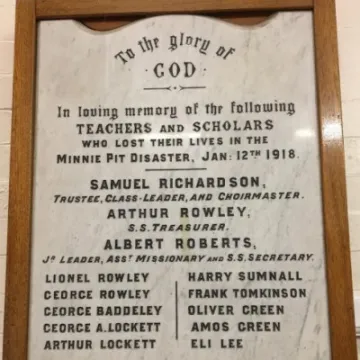 To the glory of
· GOD ·
In loving memory of the following
TEACHERS AND SCHOLARS
WHO LOST THEIR LIVES IN THE
MINNIE PIT DISASTER, JAN: 12TH 1918.
SAMUEL RICHARDSON,
TRUSTEE, CLASS-LEADER, AND CHOIRMASTER.
ARTHUR ROWLEY,
S.S. TREASURER.
ALBERT ROBERTS,
JR LEADER, ASST MISSIONARY AND S.S. SECRETARY.
LIONEL ROWLEY
GEORGE ROWLEY
GEORGE BADDELEY
GEORGE A. LOCKETT
ARTHUR LOCKETT
HARRY SUMNALL
FRANK TOMKINSON
OLIVER GREEN
AMOS GREEN
ELI LEE